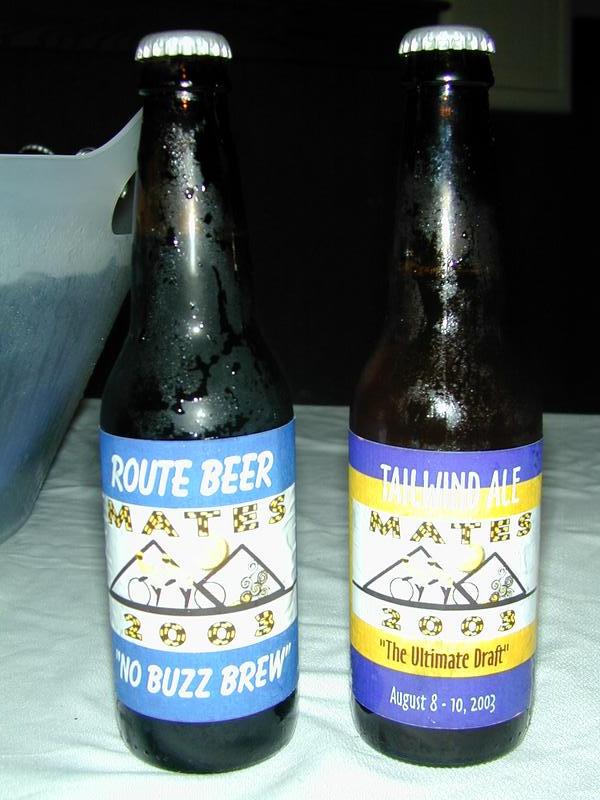 ROUTE BEER
MATES
2003
"NO BUZZ BREW"
TAILWIND ALE
MATES
2003
"The Ultimate Draft"
August 8 - 10, 2003